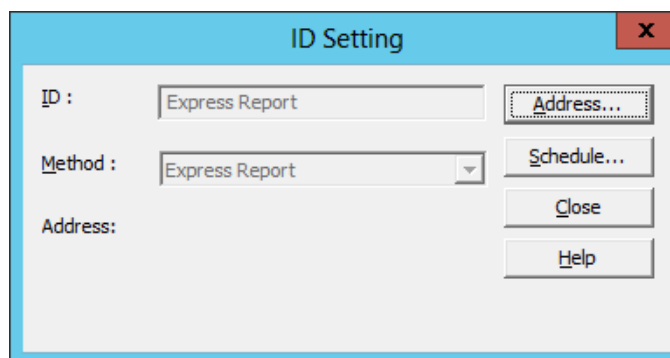 ID Setting
x
ID :
Express Report
Address...
Method :
Express Report
Schedule...
Address:
Close
Help